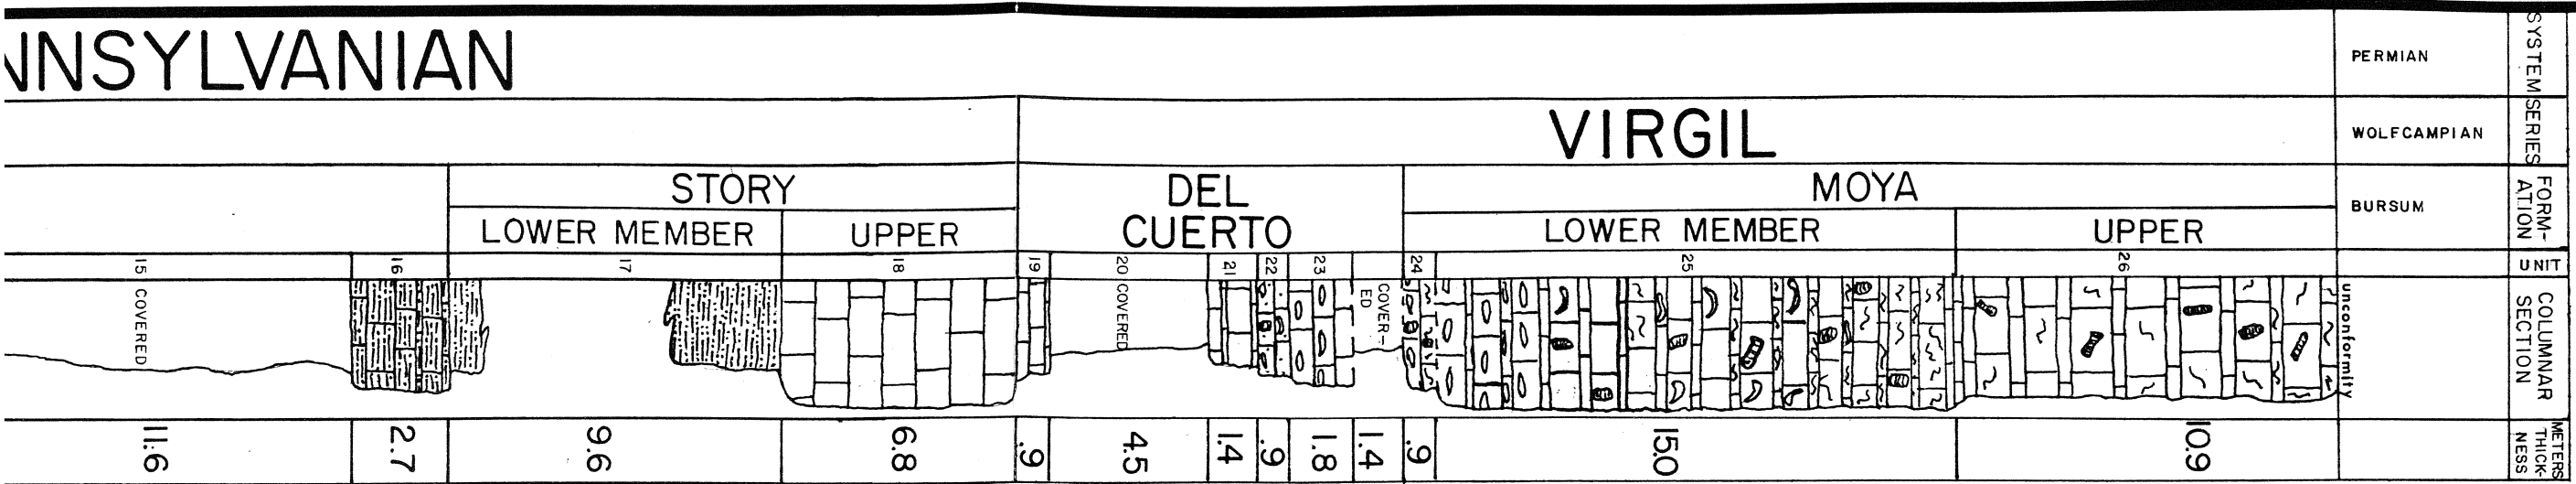 NNSYLVANIAN
PERMIAN
SYSTEM
VIRGIL
WOLFCAMPIAN
SERIES
STORY
DEL
CUERTO
MOYA
BURSUM
FORM-
ATION
LOWER MEMBER
UPPER
LOWER MEMBER
UPPER
15
16
17
18
19
20
21
22
23
24
25
26
UNIT
COVERED
COVERED
COVER-
ED
unconformity
COLUMNAR
SECTION
11.6
2.7
9.6
6.8
.9
4.5
1.4
.9
1.8
1.4
.9
15.0
10.9
METERS
THICK-
NESS